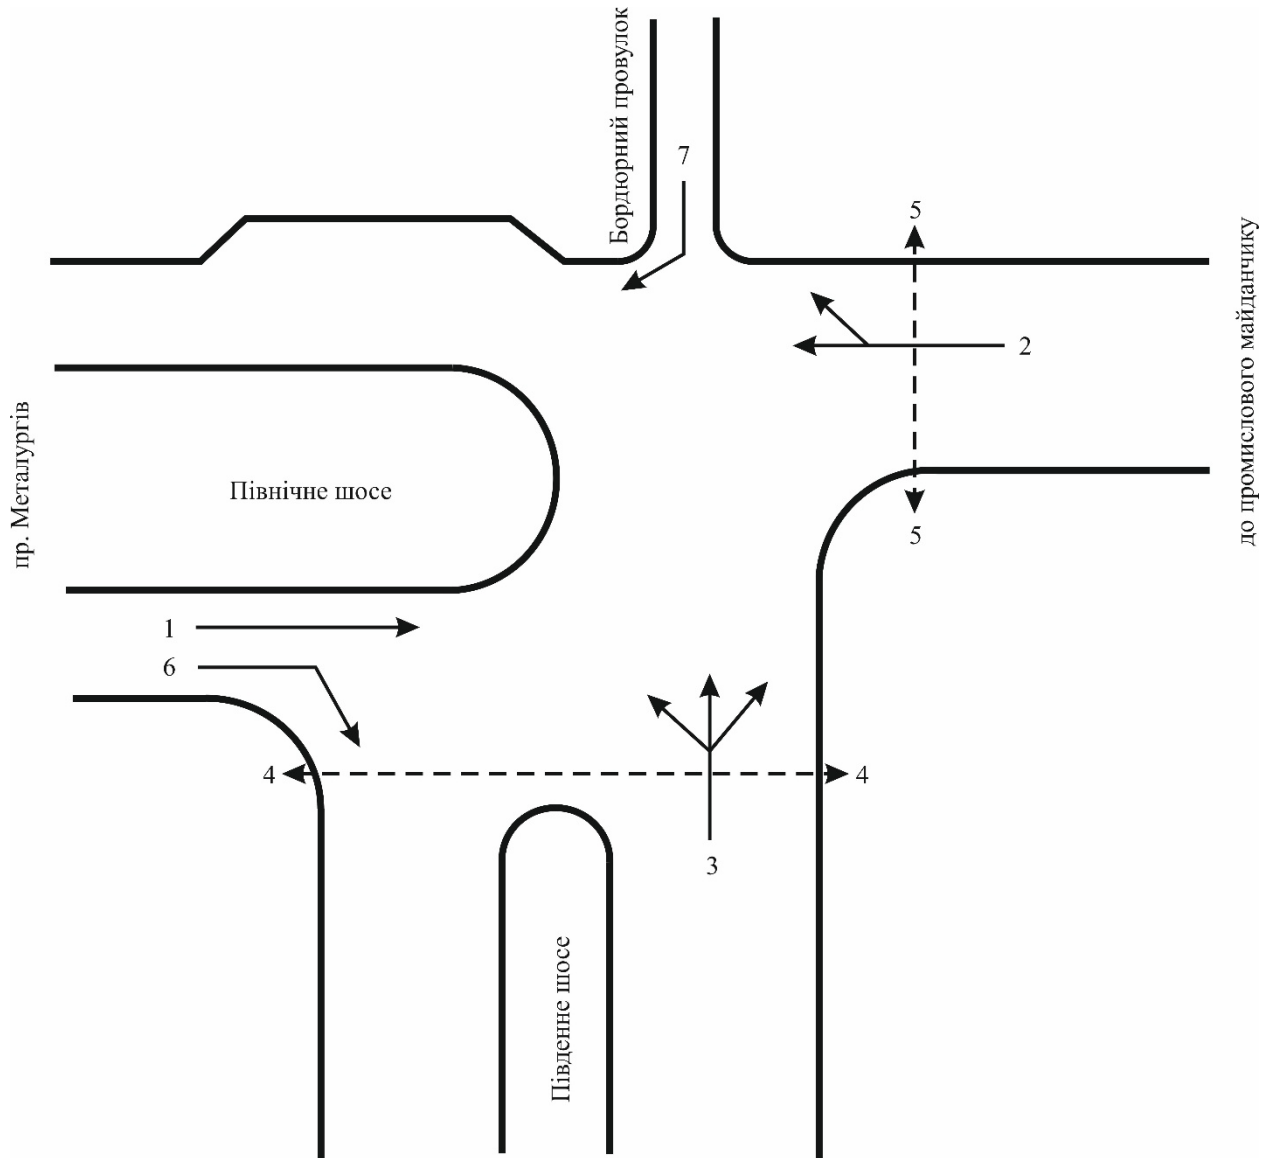 Бордюрний провулок
7
5
2
до промислового майданчику
пр. Металургів
Північне шосе
5
1
6
4
4
3
Південне шосе